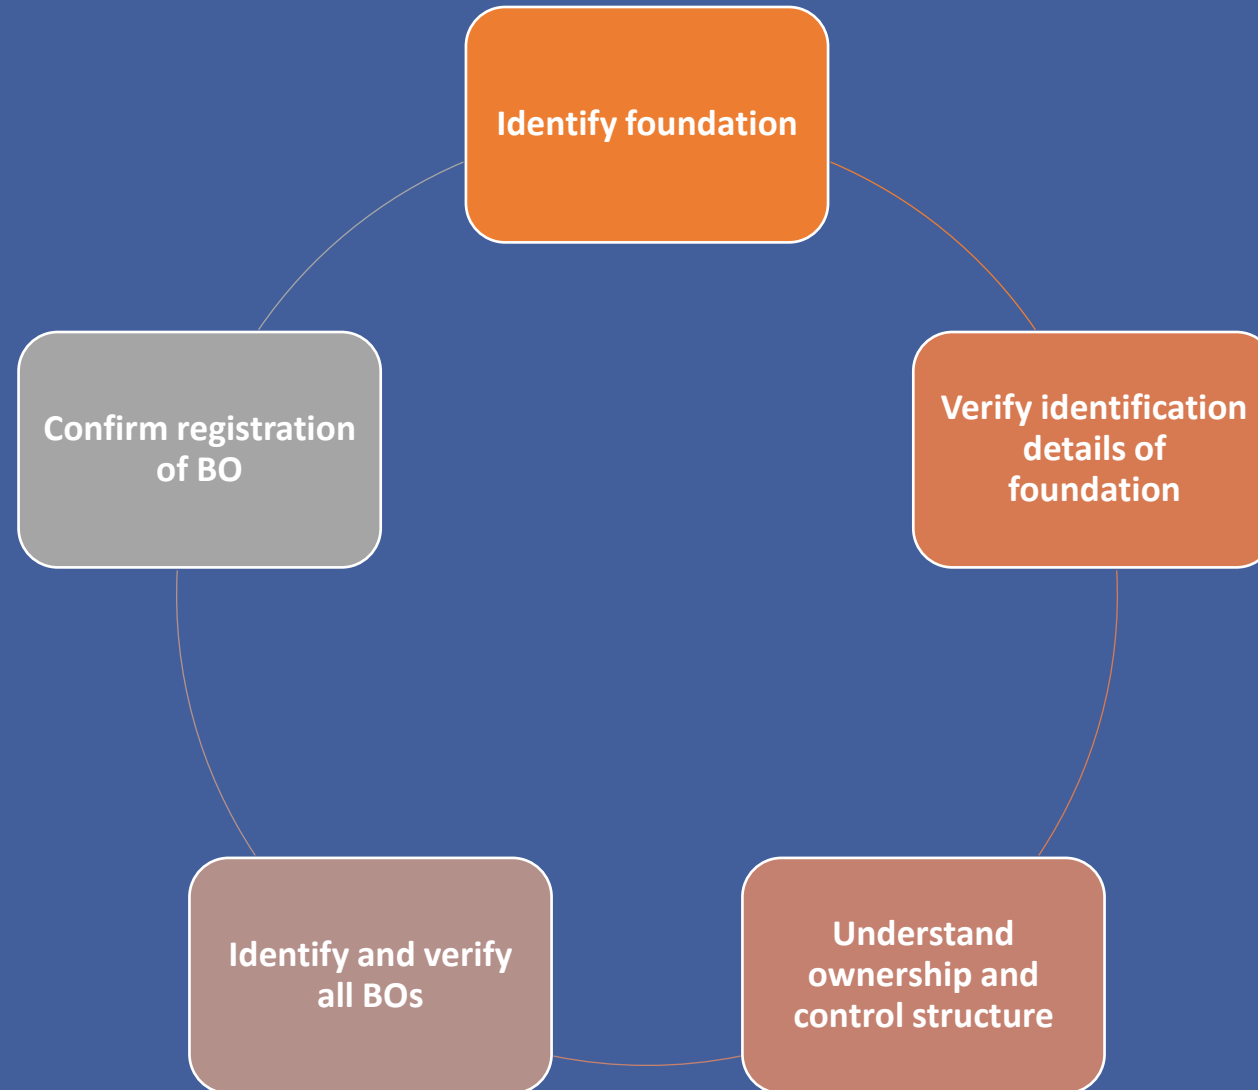 Identify foundation
Verify identification
details of
foundation
Understand
ownership and
control structure
Identify and verify
all BOs
Confirm registration
of BO